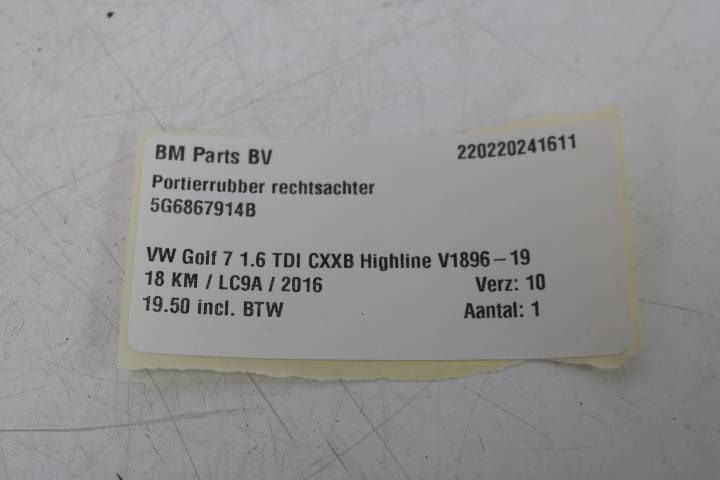 BM Parts BV 220220241611
Portierrubber rechtsachter
5G6867914B
VW Golf 7 1.6 TDI CXXB Highline V1896-19
18 KM / LC9A / 2016 Verz: 10
19.50 incl. BTW Aantal: 1